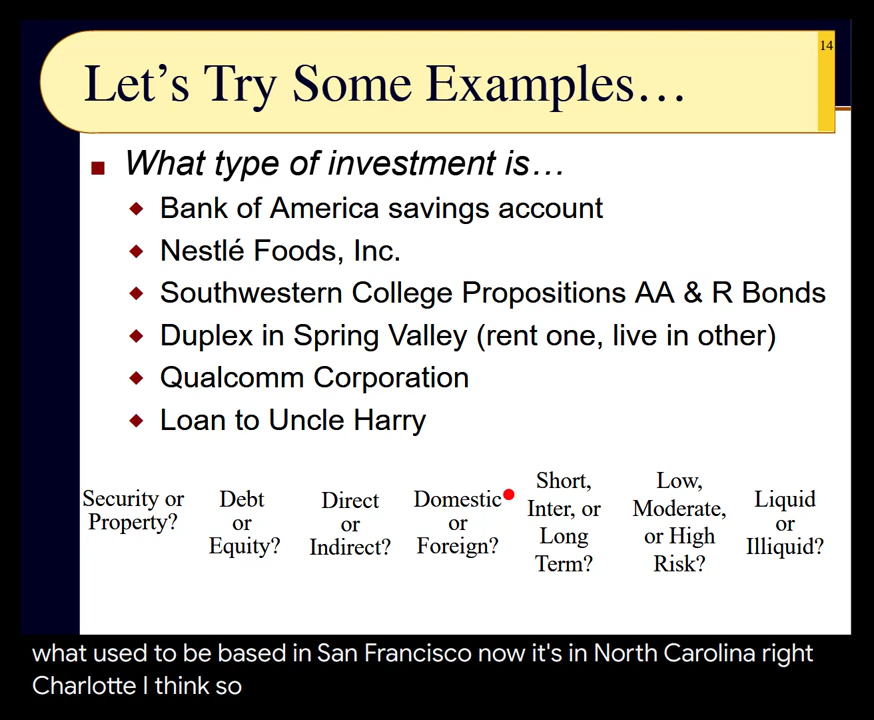 14
Let's Try Some Examples…
What type of investment is…
Bank of America savings account
Nestlé Foods, Inc.
Southwestern College Propositions AA & R Bonds
Duplex in Spring Valley (rent one, live in other)
Qualcomm Corporation
Loan to Uncle Harry
Security or
Property?
Debt
or
Equity?
Direct
or
Indirect?
Domestic
or
Foreign?
Short,
Inter, or
Long
Term?
Low,
Moderate,
or High
Risk?
Liquid
or
Illiquid?
what used to be based in San Francisco now it's in North Carolina right
Charlotte I think so